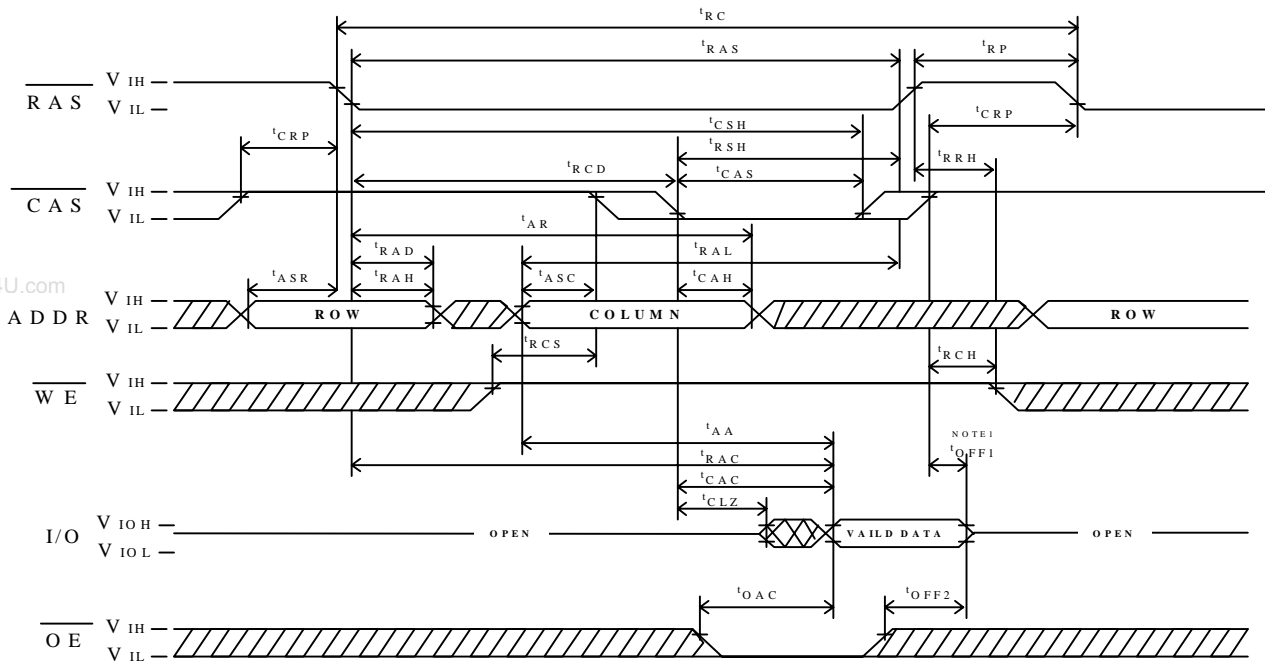 tRC
tRAS
tRP
RAS
VIH
VIL
tCRP
tCSH
tCRP
tRSH
tRRH
tRCD
tCAS
CAS
VIH
VIL
tAR
tRAD
tRAL
tASR
tRAH
tASC
tCAH
4U.com
ADDR
VIH
VIL
ROW
COLUMN
ROW
tRCS
tRCH
WE
VIH
VIL
tAA
NOTE1
tRAC
tOFF1
tCAC
tCLZ
I/O
VIOH
VIOL
OPEN
VAILD DATA
OPEN
tOAC
tOFF2
OE
VIH
VIL